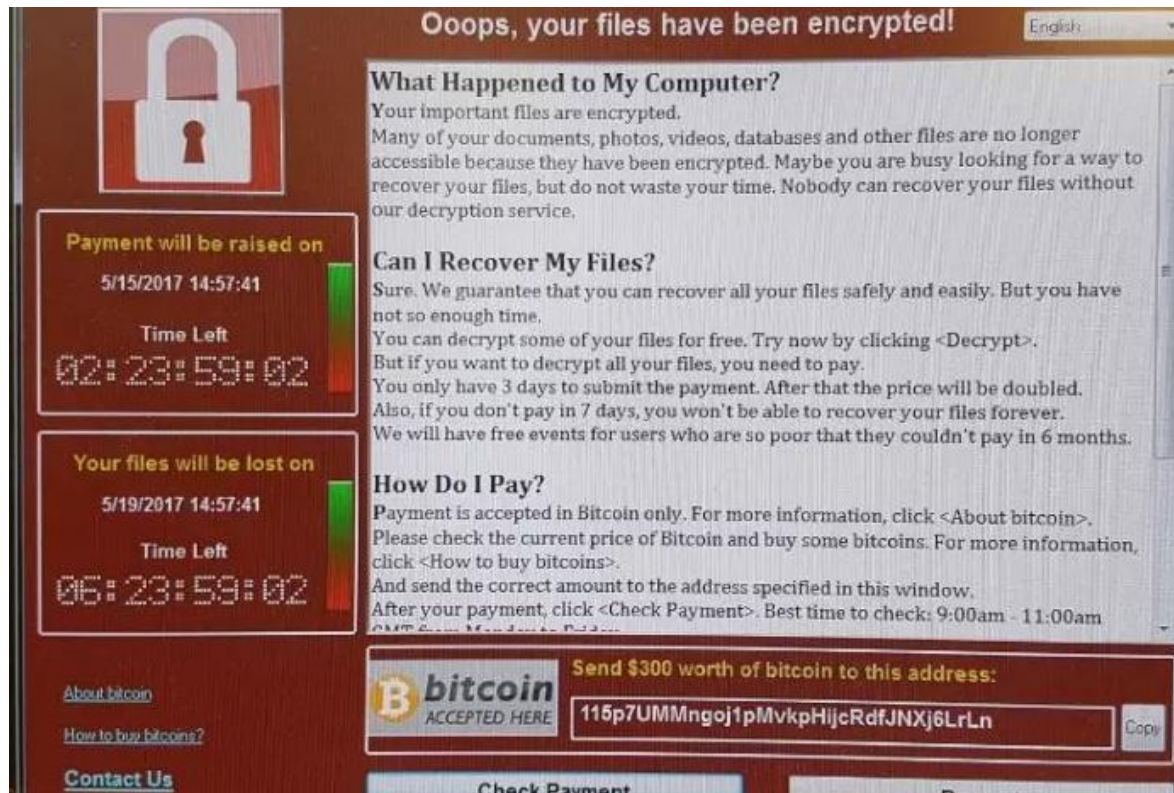 Ooops, your files have been encrypted!
English
What Happened to My Computer?
Your important files are encrypted.
Many of your documents, photos, videos, databases and other files are no longer
accessible because they have been encrypted. Maybe you are busy looking for a way to
recover your files, but do not waste your time. Nobody can recover your files without
our decryption service.
Can I Recover My Files?
Sure. We guarantee that you can recover all your files safely and easily. But you have
not so enough time.
You can decrypt some of your files for free. Try now by clicking <Decrypt>.
But if you want to decrypt all your files, you need to pay.
You only have 3 days to submit the payment. After that the price will be doubled.
Also, if you don't pay in 7 days, you won't be able to recover your files forever.
We will have free events for users who are so poor that they couldn't pay in 6 months.
How Do I Pay?
Payment is accepted in Bitcoin only. For more information, click <About bitcoin>.
Please check the current price of Bitcoin and buy some bitcoins. For more information,
click <How to buy bitcoins>.
And send the correct amount to the address specified in this window.
After your payment, click <Check Payment>. Best time to check: 9:00am - 11:00am
GMT from Monday to Friday
Payment will be raised on
5/15/2017 14:57:41
Time Left
02:23:59:02
Your files will be lost on
5/19/2017 14:57:41
Time Left
06:23:59:02
About bitcoin
How to buy bitcoins?
Contact Us
bitcoin
ACCEPTED HERE
Send $300 worth of bitcoin to this address:
115p7UMMngoj1pMvkpHijcRdfJNXj6LrLn
Copy
Check Payment